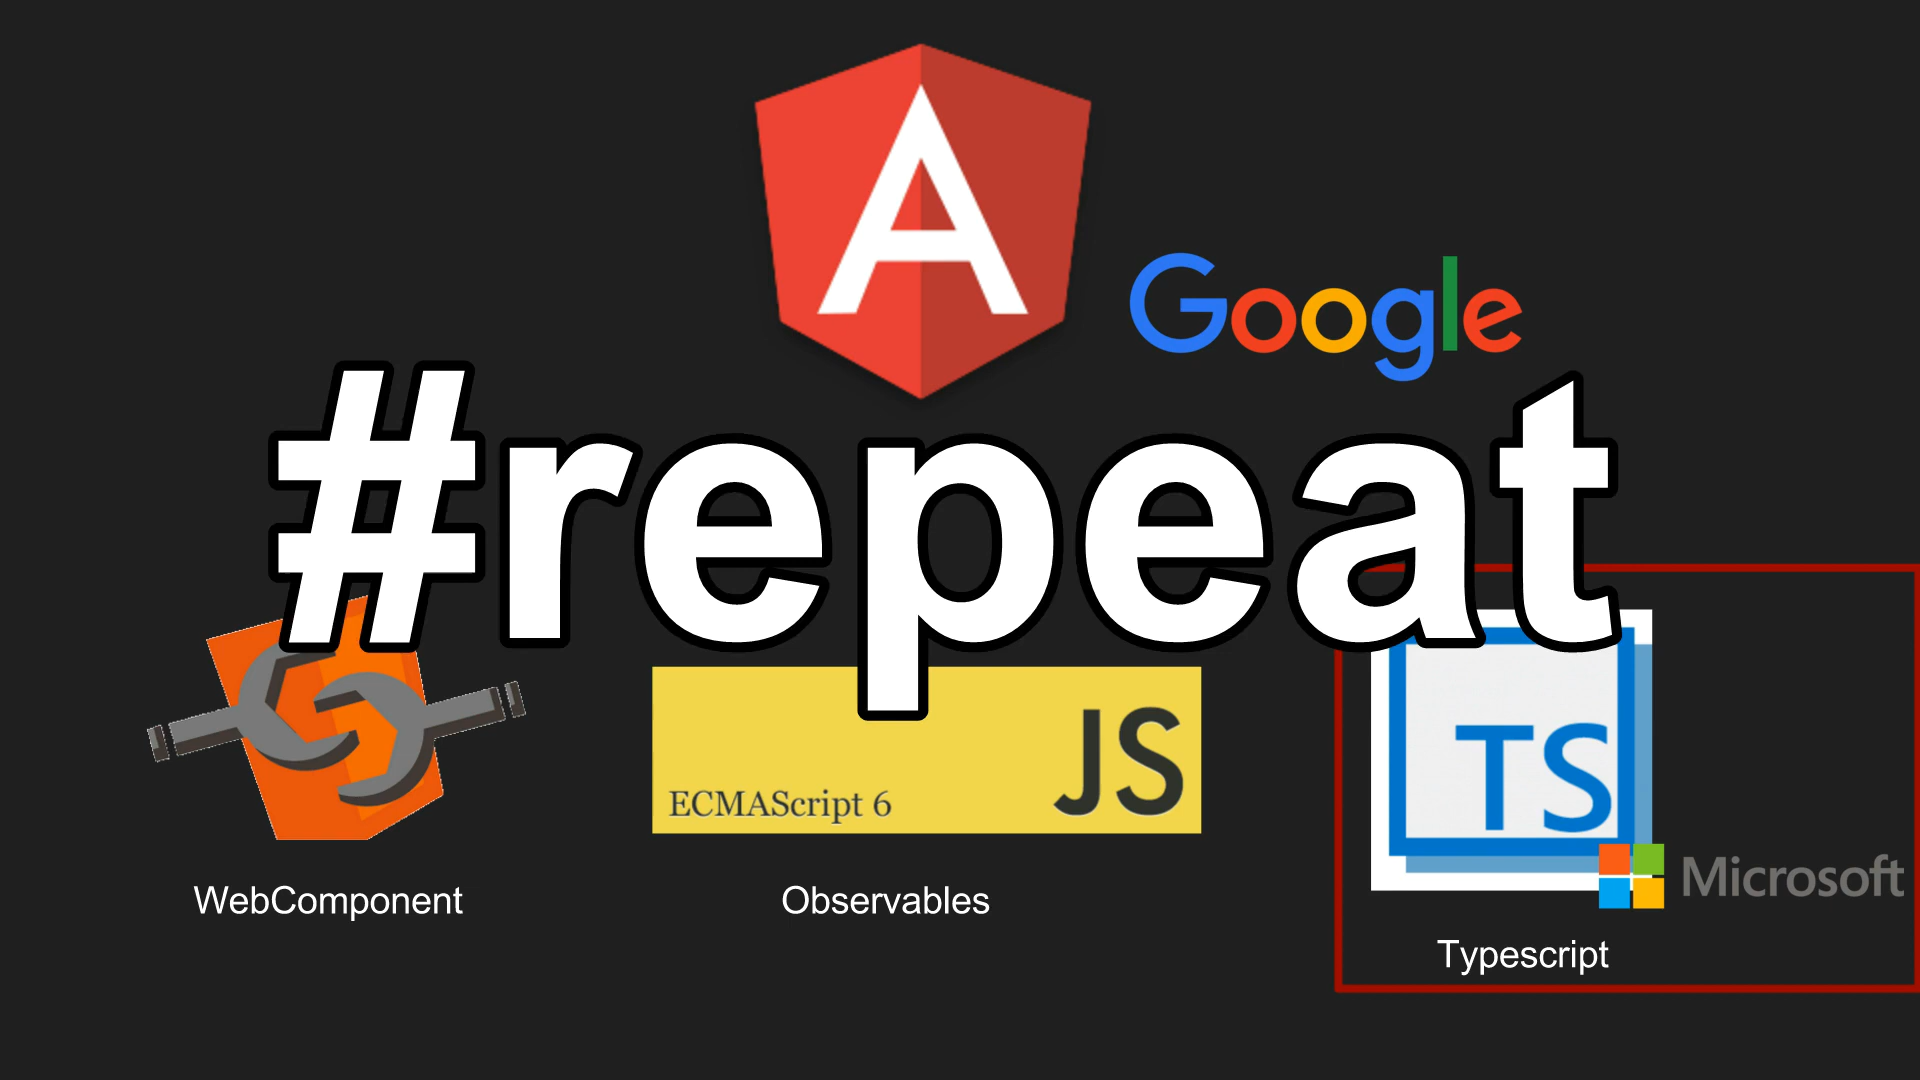 A
Google
#repeat
ECMAScript 6
JS
TS
Microsoft
WebComponent
Observables
Typescript